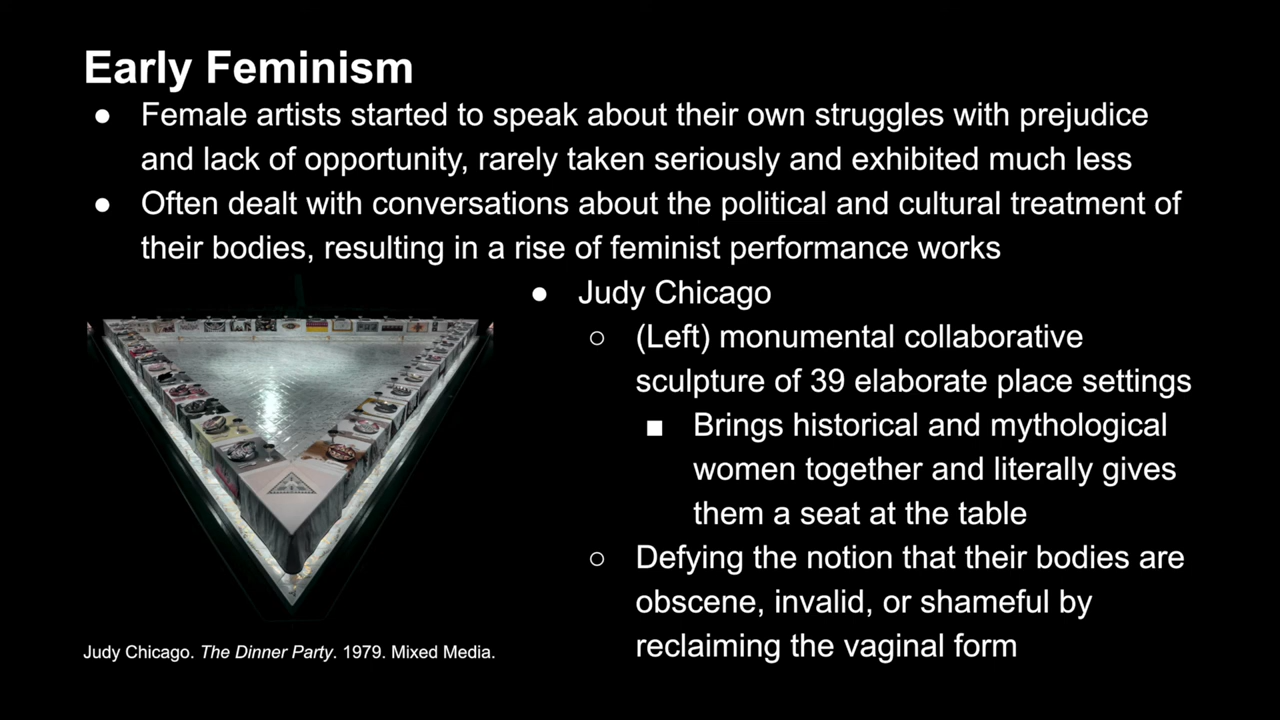 Early Feminism
● Female artists started to speak about their own struggles with prejudice
and lack of opportunity, rarely taken seriously and exhibited much less
● Often dealt with conversations about the political and cultural treatment of
their bodies, resulting in a rise of feminist performance works
● Judy Chicago
○ (Left) monumental collaborative
sculpture of 39 elaborate place settings
■ Brings historical and mythological
women together and literally gives
them a seat at the table
○ Defying the notion that their bodies are
obscene, invalid, or shameful by
reclaiming the vaginal form
Judy Chicago. The Dinner Party. 1979. Mixed Media.